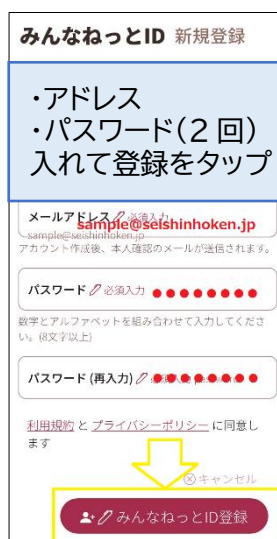 みんなねっとID 新規登録
・アドレス
・パスワード(2回)
入れて登録をタップ
メールアドレス 必須入力
sample@seishinhoken.jp
sample@seishinhoken.jp
アカウント作成後、本人確認のメールが送信されます。
パスワード 必須入力 ●●●●●●●●
数字とアルファベットを組み合わせて入力してくださ
い。(8文字以上)
パスワード (再入力) ●●●●●●●●
利用規約 と プライバシーポリシー に同意し
ます
キャンセル
みんなねっとID登録